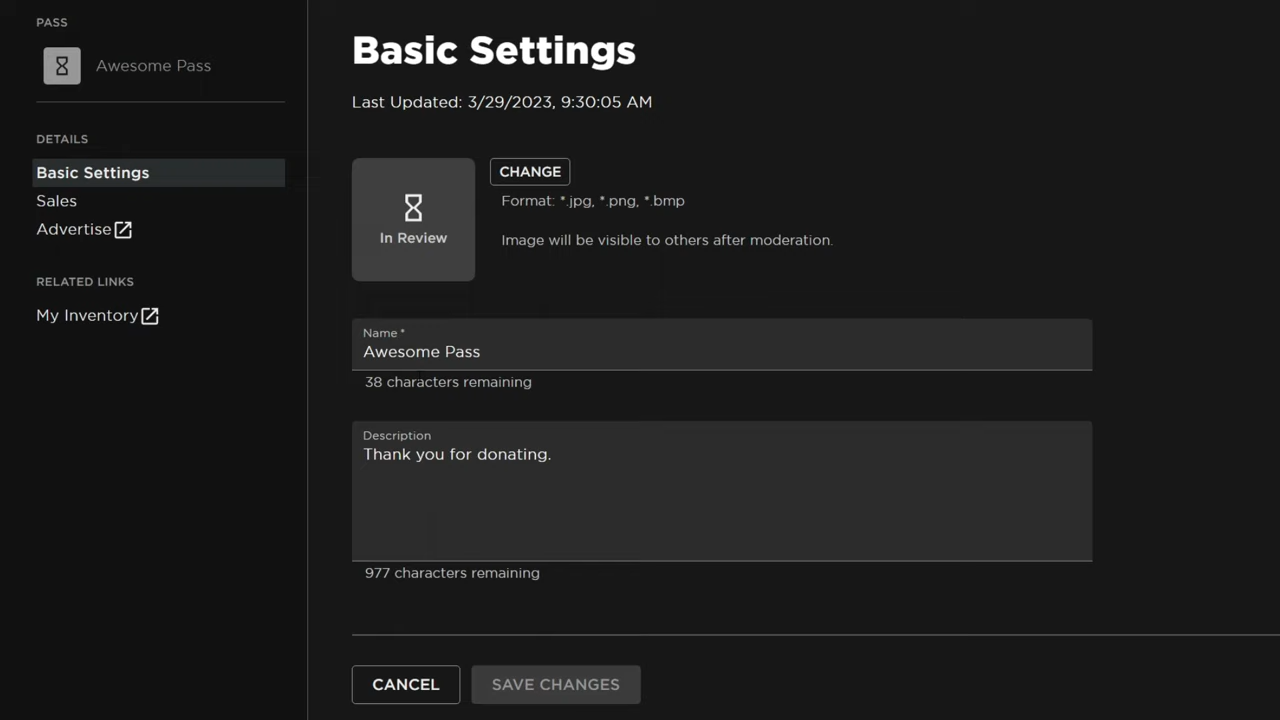 PASS
Awesome Pass
DETAILS
Basic Settings
Sales
Advertise
RELATED LINKS
My Inventory
Basic Settings
Last Updated: 3/29/2023, 9:30:05 AM
In Review
CHANGE
Format: *.jpg, *.png, *.bmp
Image will be visible to others after moderation.
Name *
Awesome Pass
38 characters remaining
Description
Thank you for donating.
977 characters remaining
CANCEL
SAVE CHANGES